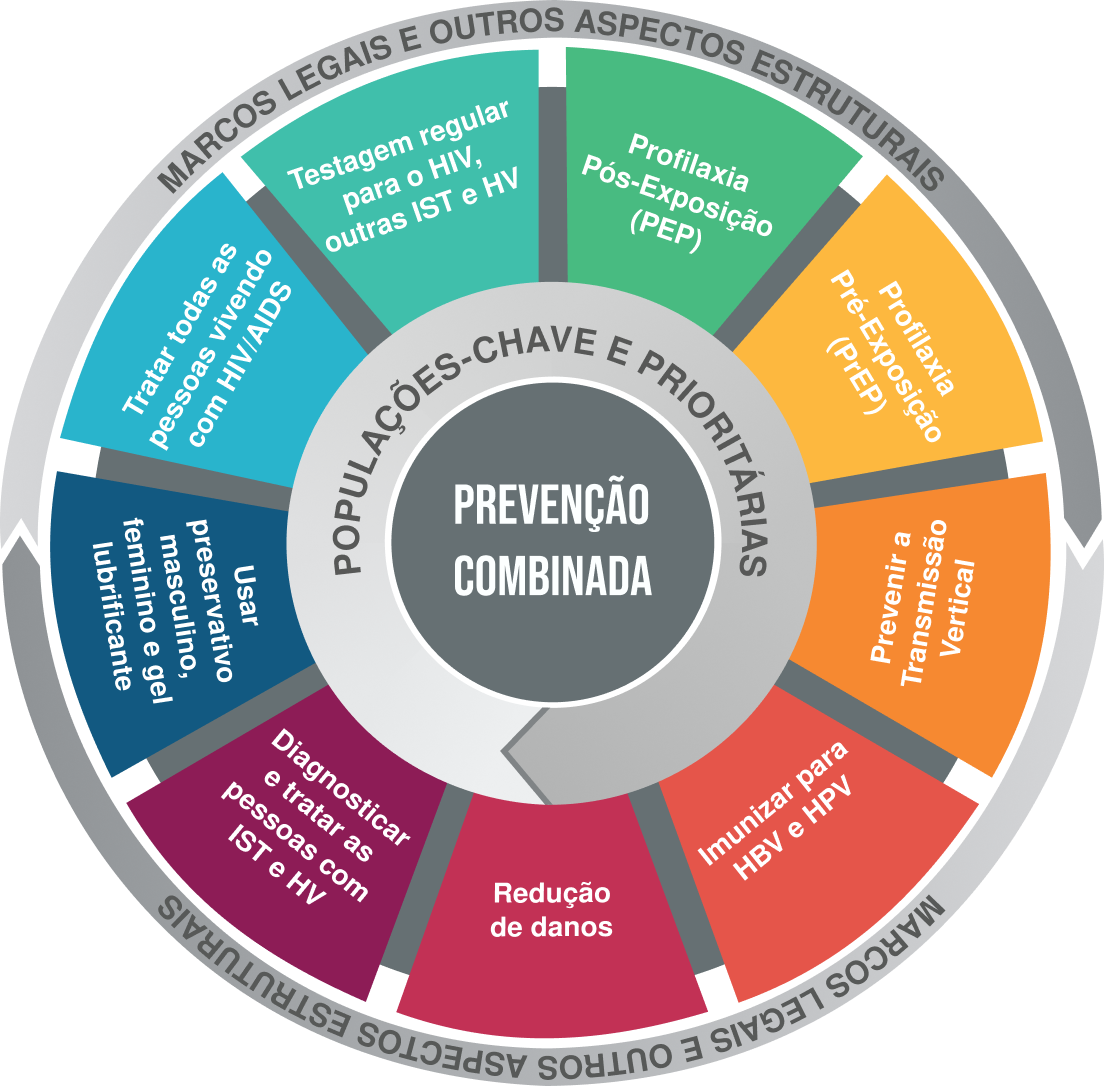 MARCOS LEGAIS E OUTROS ASPECTOS ESTRUTURAIS
Testagem regular
para o HIV,
outras IST e HV
Profilaxia
Pós-Exposição
(PEP)
Profilaxia
Pré-Exposição
(PrEP)
Prevenir a
Transmissão
Vertical
Imunizar para
HBV e HPV
Redução
de danos
Diagnosticar
e tratar as
pessoas com
IST e HV
Usar
preservativo
masculino,
feminino e gel
lubrificante
Tratar todas as
pessoas vivendo
com HIV/AIDS
POPULAÇÕES-CHAVE E PRIORITÁRIAS
PREVENÇÃO
COMBINADA
MARCOS LEGAIS E OUTROS ASPECTOS ESTRUTURAIS